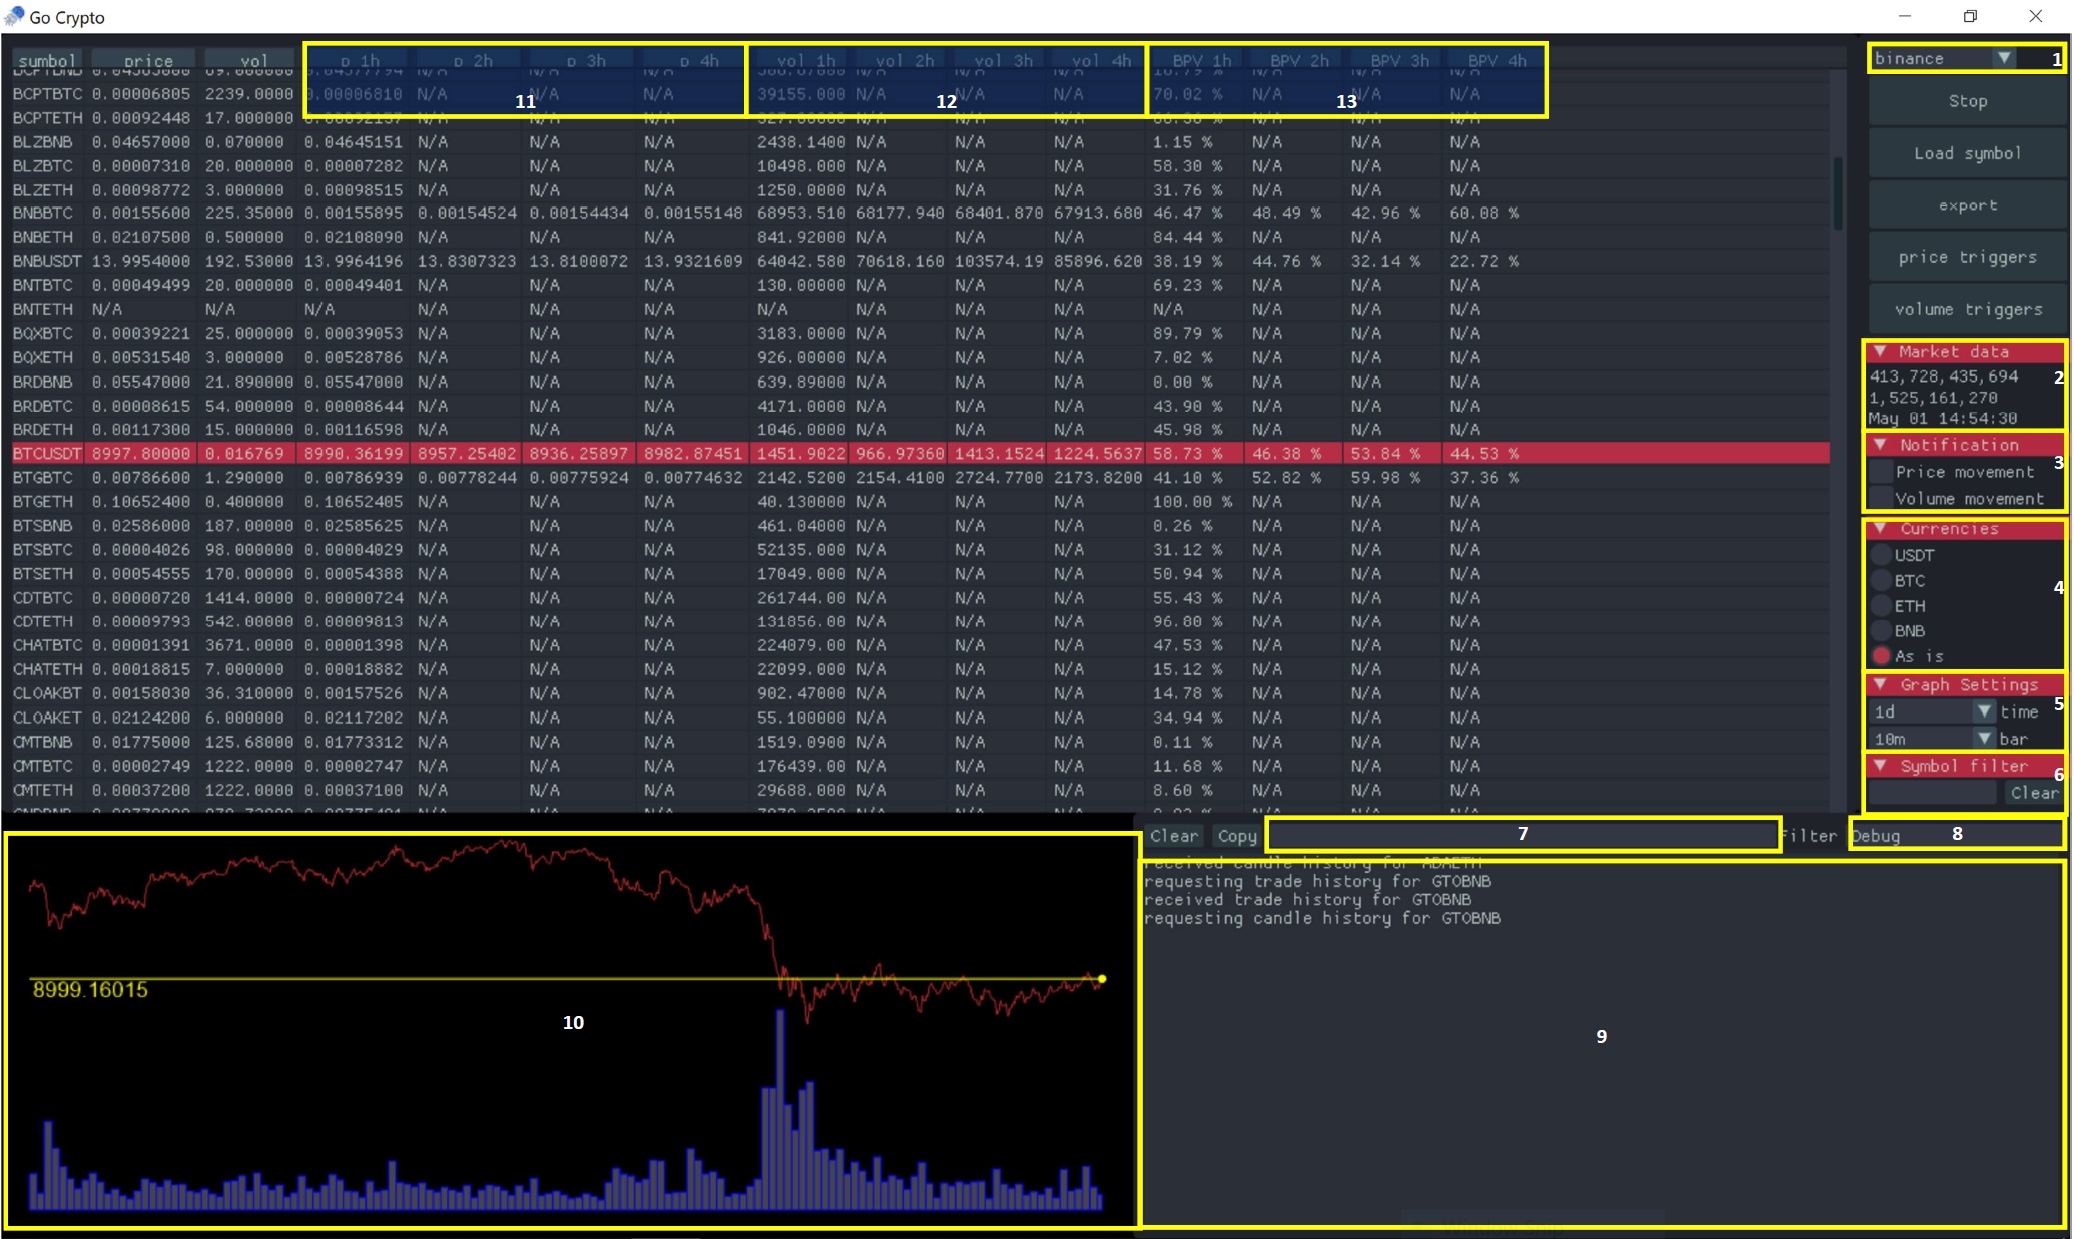 Go Crypto
symbol price vol p 1h p 2h p 3h p 4h vol 1h vol 2h vol 3h vol 4h BPV 1h BPV 2h BPV 3h BPV 4h
BCPTBTC 0.00006805 2239.0000 0.00006810 N/A N/A N/A 39155.000 N/A N/A N/A 70.02 % N/A N/A N/A
11 12 13
BCPTETH 0.00092448 17.000000 N/A N/A N/A N/A N/A N/A N/A N/A N/A
BLZBNB 0.04657000 0.070000 0.04645151 N/A N/A N/A 2438.1400 N/A N/A N/A 1.15 % N/A N/A N/A
BLZBTC 0.00007310 20.000000 0.00007282 N/A N/A N/A 10498.000 N/A N/A N/A 58.30 % N/A N/A N/A
BLZETH 0.00098772 3.000000 0.00098515 N/A N/A N/A 1250.0000 N/A N/A N/A 31.76 % N/A N/A N/A
BNBBTC 0.00155600 225.35000 0.00155895 0.00154524 0.00154434 0.00155148 68953.510 68177.940 68401.870 67913.680 46.47 % 48.49 % 42.96 % 60.08 %
BNBETH 0.02107500 0.500000 0.02108090 N/A N/A N/A 841.92000 N/A N/A N/A 84.44 % N/A N/A N/A
BNBUSDT 13.9954000 192.53000 13.9964196 13.8307323 13.8100072 13.9321609 64042.580 70618.160 103574.19 85896.620 38.19 % 44.76 % 32.14 % 22.72 %
BNTBTC 0.00049499 20.000000 0.00049401 N/A N/A N/A 130.00000 N/A N/A N/A 69.23 % N/A N/A N/A
BNTETH N/A N/A N/A N/A N/A N/A N/A N/A N/A N/A N/A N/A N/A N/A
BQXBTC 0.00039221 25.000000 0.00039053 N/A N/A N/A 3183.0000 N/A N/A N/A 89.79 % N/A N/A N/A
BQXETH 0.00531540 3.000000 0.00528786 N/A N/A N/A 926.00000 N/A N/A N/A 7.02 % N/A N/A N/A
BRDBNB 0.05547000 21.890000 0.05547000 N/A N/A N/A 639.89000 N/A N/A N/A 0.00 % N/A N/A N/A
BRDBTC 0.00008615 54.000000 0.00008644 N/A N/A N/A 4171.0000 N/A N/A N/A 43.90 % N/A N/A N/A
BRDETH 0.00117300 15.000000 0.00116598 N/A N/A N/A 1046.0000 N/A N/A N/A 45.98 % N/A N/A N/A
BTCUSDT 8997.80000 0.016769 8990.36199 8957.25402 8936.25897 8982.87451 1451.9022 966.97360 1413.1524 1224.5637 58.73 % 46.38 % 53.84 % 44.53 %
BTGBTC 0.00786600 1.290000 0.00786939 0.00778244 0.00775924 0.00774632 2142.5200 2154.4100 2724.7700 2173.8200 41.10 % 52.82 % 59.98 % 37.36 %
BTGETH 0.10652400 0.400000 0.10652405 N/A N/A N/A 40.130000 N/A N/A N/A 100.00 % N/A N/A N/A
BTSBNB 0.02586000 187.00000 0.02585625 N/A N/A N/A 461.04000 N/A N/A N/A 0.26 % N/A N/A N/A
BTSBTC 0.00004026 98.000000 0.00004029 N/A N/A N/A 52135.000 N/A N/A N/A 31.12 % N/A N/A N/A
BTSETH 0.00054555 170.00000 0.00054388 N/A N/A N/A 17049.000 N/A N/A N/A 50.94 % N/A N/A N/A
CDTBTC 0.00000720 1414.0000 0.00000724 N/A N/A N/A 261744.00 N/A N/A N/A 55.43 % N/A N/A N/A
CDTETH 0.00009793 542.00000 0.00009813 N/A N/A N/A 131856.00 N/A N/A N/A 96.80 % N/A N/A N/A
CHATBTC 0.00001391 3671.0000 0.00001398 N/A N/A N/A 224079.00 N/A N/A N/A 47.53 % N/A N/A N/A
CHATETH 0.00018815 7.000000 0.00018882 N/A N/A N/A 22099.000 N/A N/A N/A 15.12 % N/A N/A N/A
CLOAKBT 0.00158030 36.310000 0.00157526 N/A N/A N/A 902.47000 N/A N/A N/A 14.78 % N/A N/A N/A
CLOAKET 0.02124200 6.000000 0.02117202 N/A N/A N/A 55.100000 N/A N/A N/A 34.94 % N/A N/A N/A
CMTBNB 0.01775000 125.68000 0.01773312 N/A N/A N/A 1519.0900 N/A N/A N/A 0.11 % N/A N/A N/A
CMTBTC 0.00002749 1222.0000 0.00002747 N/A N/A N/A 176439.00 N/A N/A N/A 11.68 % N/A N/A N/A
CMTETH 0.00037200 1222.0000 0.00037100 N/A N/A N/A 29688.000 N/A N/A N/A 8.60 % N/A N/A N/A
binance 1
Stop
Load symbol
export
price triggers
volume triggers
Market data
413,728,435,694 2
1,525,161,270
May 01 14:54:30
Notification
3
Price movement
Volume movement
Currencies
USDT
BTC
4
ETH
BNB
As is
Graph Settings
5
1d time
10m bar
Symbol filter
6
Clear
8999.16015
10
Clear Copy 7 Filter Debug 8
received candle history for ADAETH
requesting trade history for GTOBNB
received trade history for GTOBNB
requesting candle history for GTOBNB
9